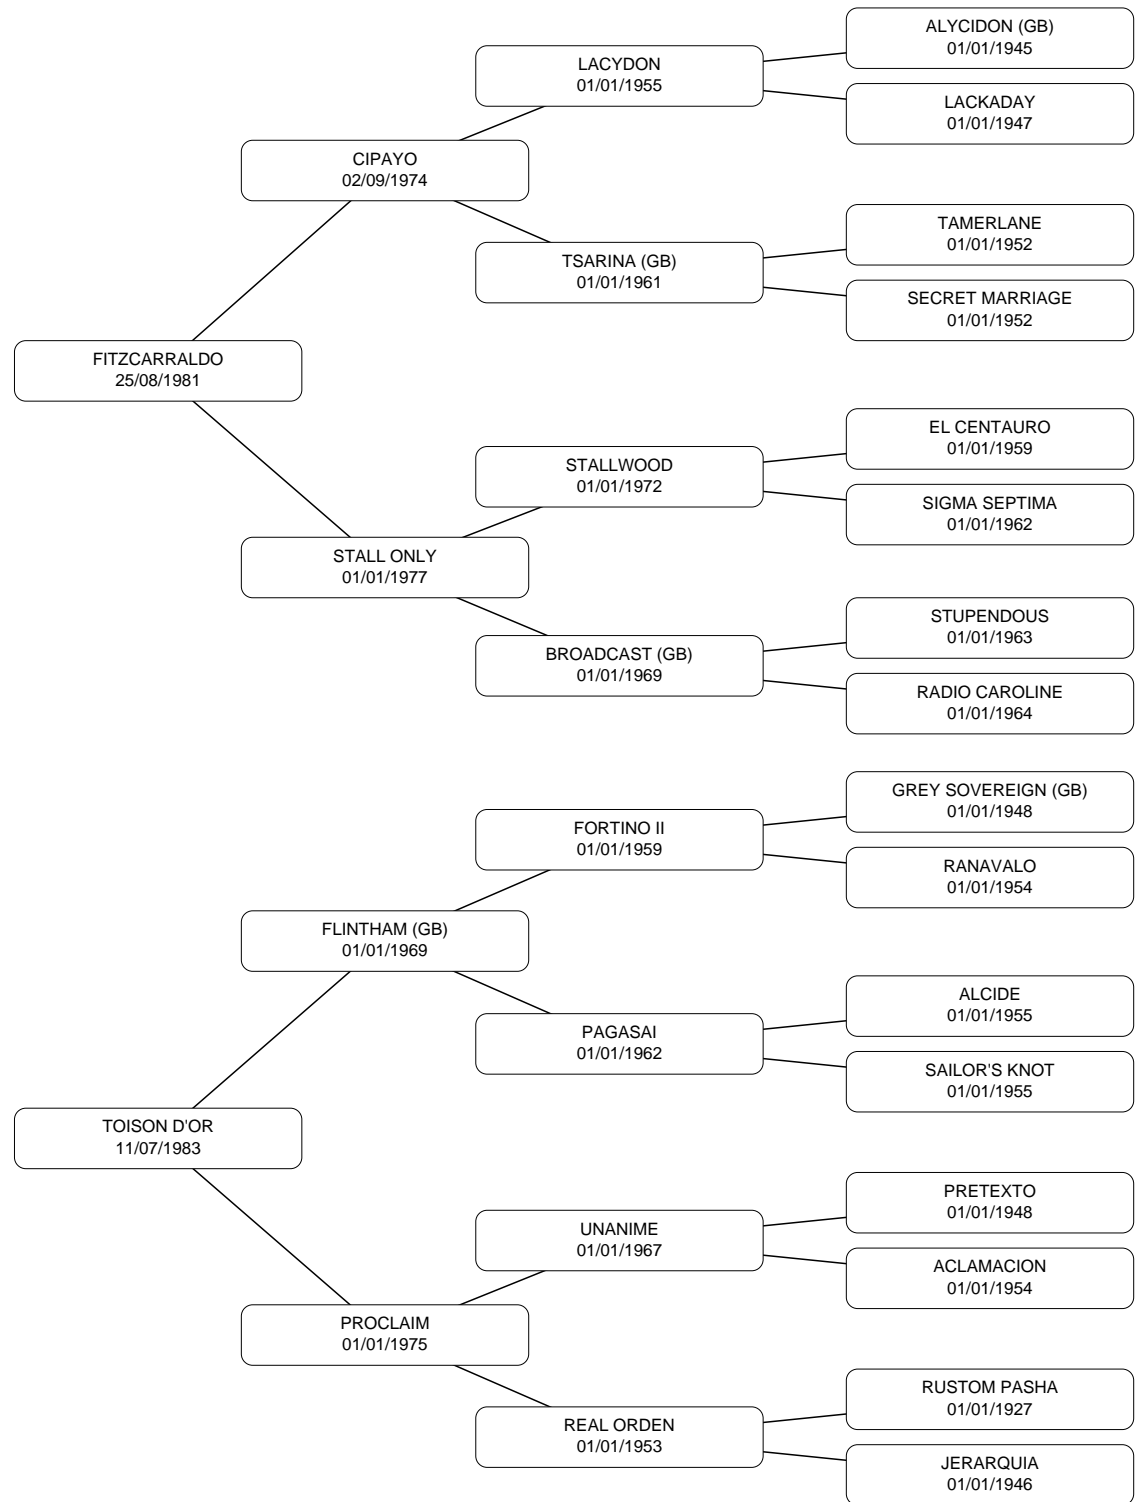 ALYCIDON (GB)
01/01/1945
LACYDON
01/01/1955
LACKADAY
01/01/1947
CIPAYO
02/09/1974
TAMERLANE
01/01/1952
TSARINA (GB)
01/01/1961
SECRET MARRIAGE
01/01/1952
FITZCARRALDO
25/08/1981
EL CENTAURO
01/01/1959
STALLWOOD
01/01/1972
SIGMA SEPTIMA
01/01/1962
STALL ONLY
01/01/1977
STUPENDOUS
01/01/1963
BROADCAST (GB)
01/01/1969
RADIO CAROLINE
01/01/1964
GREY SOVEREIGN (GB)
01/01/1948
FORTINO II
01/01/1959
RANAVALO
01/01/1954
FLINTHAM (GB)
01/01/1969
ALCIDE
01/01/1955
PAGASAI
01/01/1962
SAILOR'S KNOT
01/01/1955
TOISON D'OR
11/07/1983
PRETEXTO
01/01/1948
UNANIME
01/01/1967
ACLAMACION
01/01/1954
PROCLAIM
01/01/1975
RUSTOM PASHA
01/01/1927
REAL ORDEN
01/01/1953
JERARQUIA
01/01/1946